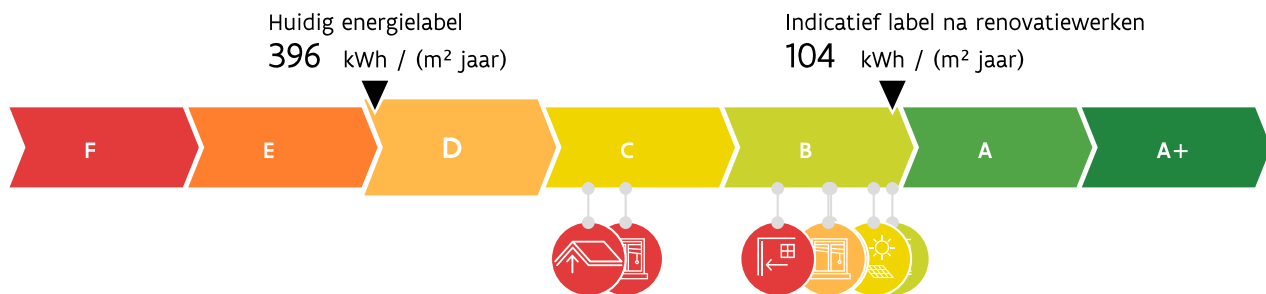 Huidig energielabel
396 kWh / (m² jaar)
Indicatief label na renovatiewerken
104 kWh / (m² jaar)
F E D C B A A+